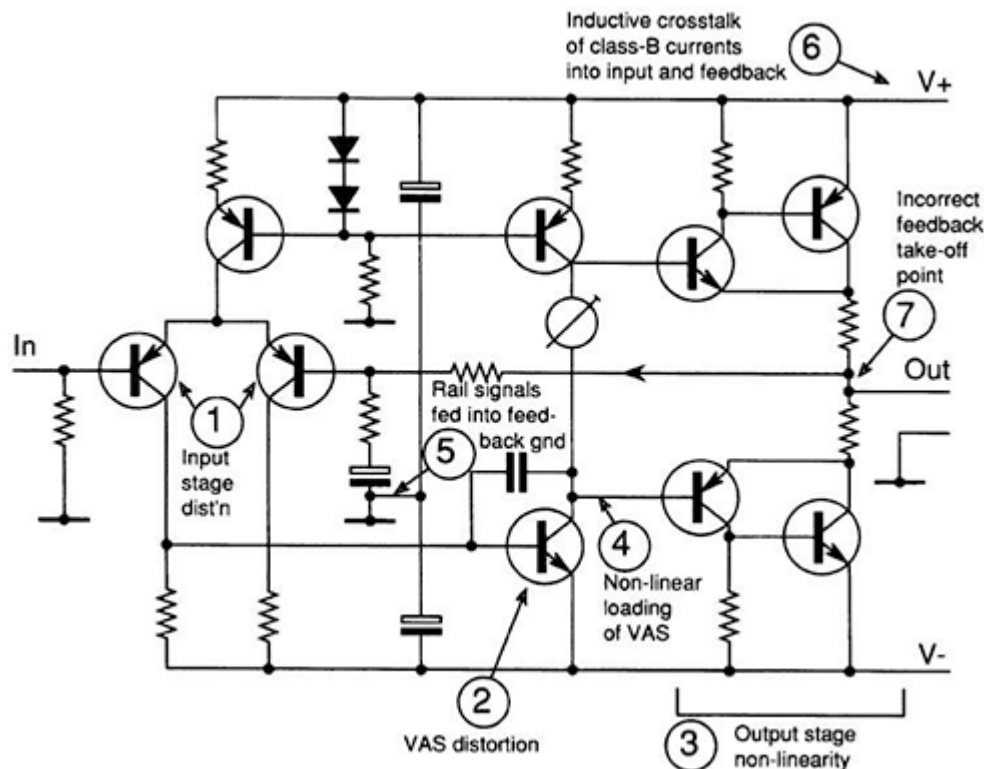 Inductive crosstalk
of class-B currents
into input and feedback
6
V+
Incorrect
feedback
take-off
point
7
In
Out
1
Input
stage
dist'n
Rail signals
fed into feed-
back gnd
5
4
Non-linear
loading
of VAS
V-
2
VAS distortion
3
Output stage
non-linearity